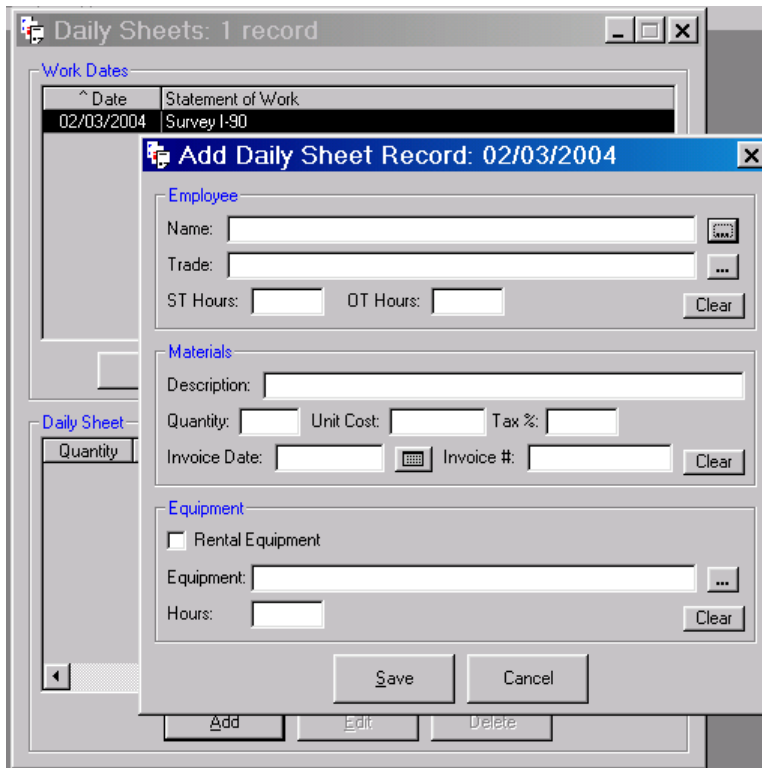 Daily Sheets: 1 record
Work Dates
^ Date Statement of Work
02/03/2004 Survey I-90
Add Daily Sheet Record: 02/03/2004
Employee
Name: ...
Trade: ...
ST Hours: OT Hours: Clear
Materials
Description:
Quantity: Unit Cost: Tax %:
Invoice Date: Invoice #: Clear
Equipment
Rental Equipment
Equipment: ...
Hours: Clear
Save Cancel
Daily Sheet
Quantity
Add Edit Delete